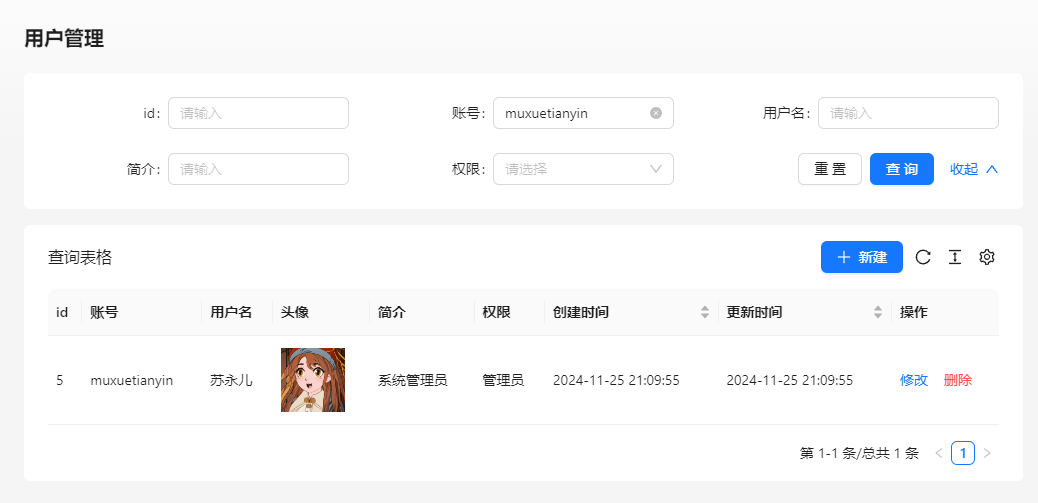 用户管理
id: 请输入 账号: muxuetianyin 用户名: 请输入
简介: 请输入 权限: 请选择 重 置 查 询 收起
查询表格 新建
id 账号 用户名 头像 简介 权限 创建时间 更新时间 操作
5 muxuetianyin 苏永儿 系统管理员 管理员 2024-11-25 21:09:55 2024-11-25 21:09:55 修改 删除
第 1-1 条/总共 1 条 1